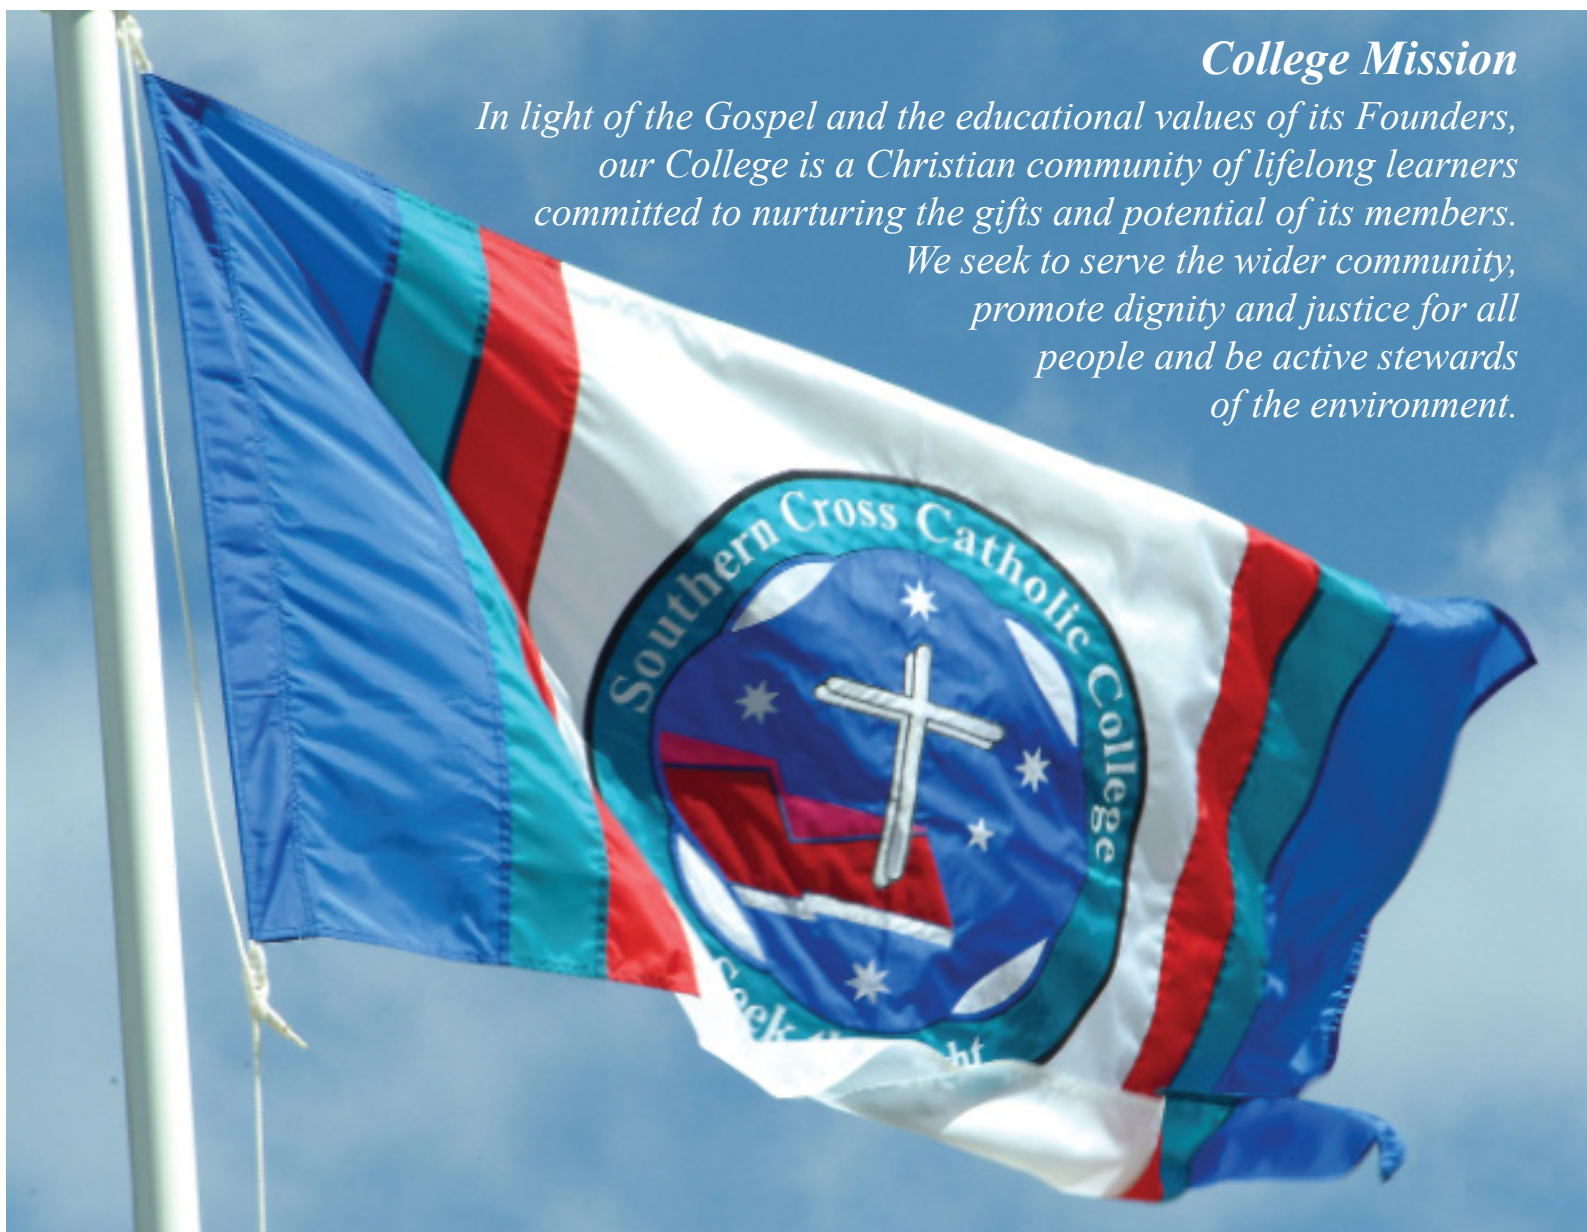 College Mission
In light of the Gospel and the educational values of its Founders,
our College is a Christian community of lifelong learners
committed to nurturing the gifts and potential of its members.
We seek to serve the wider community,
promote dignity and justice for all
people and be active stewards
of the environment.
Southern Cross Catholic College
Seek